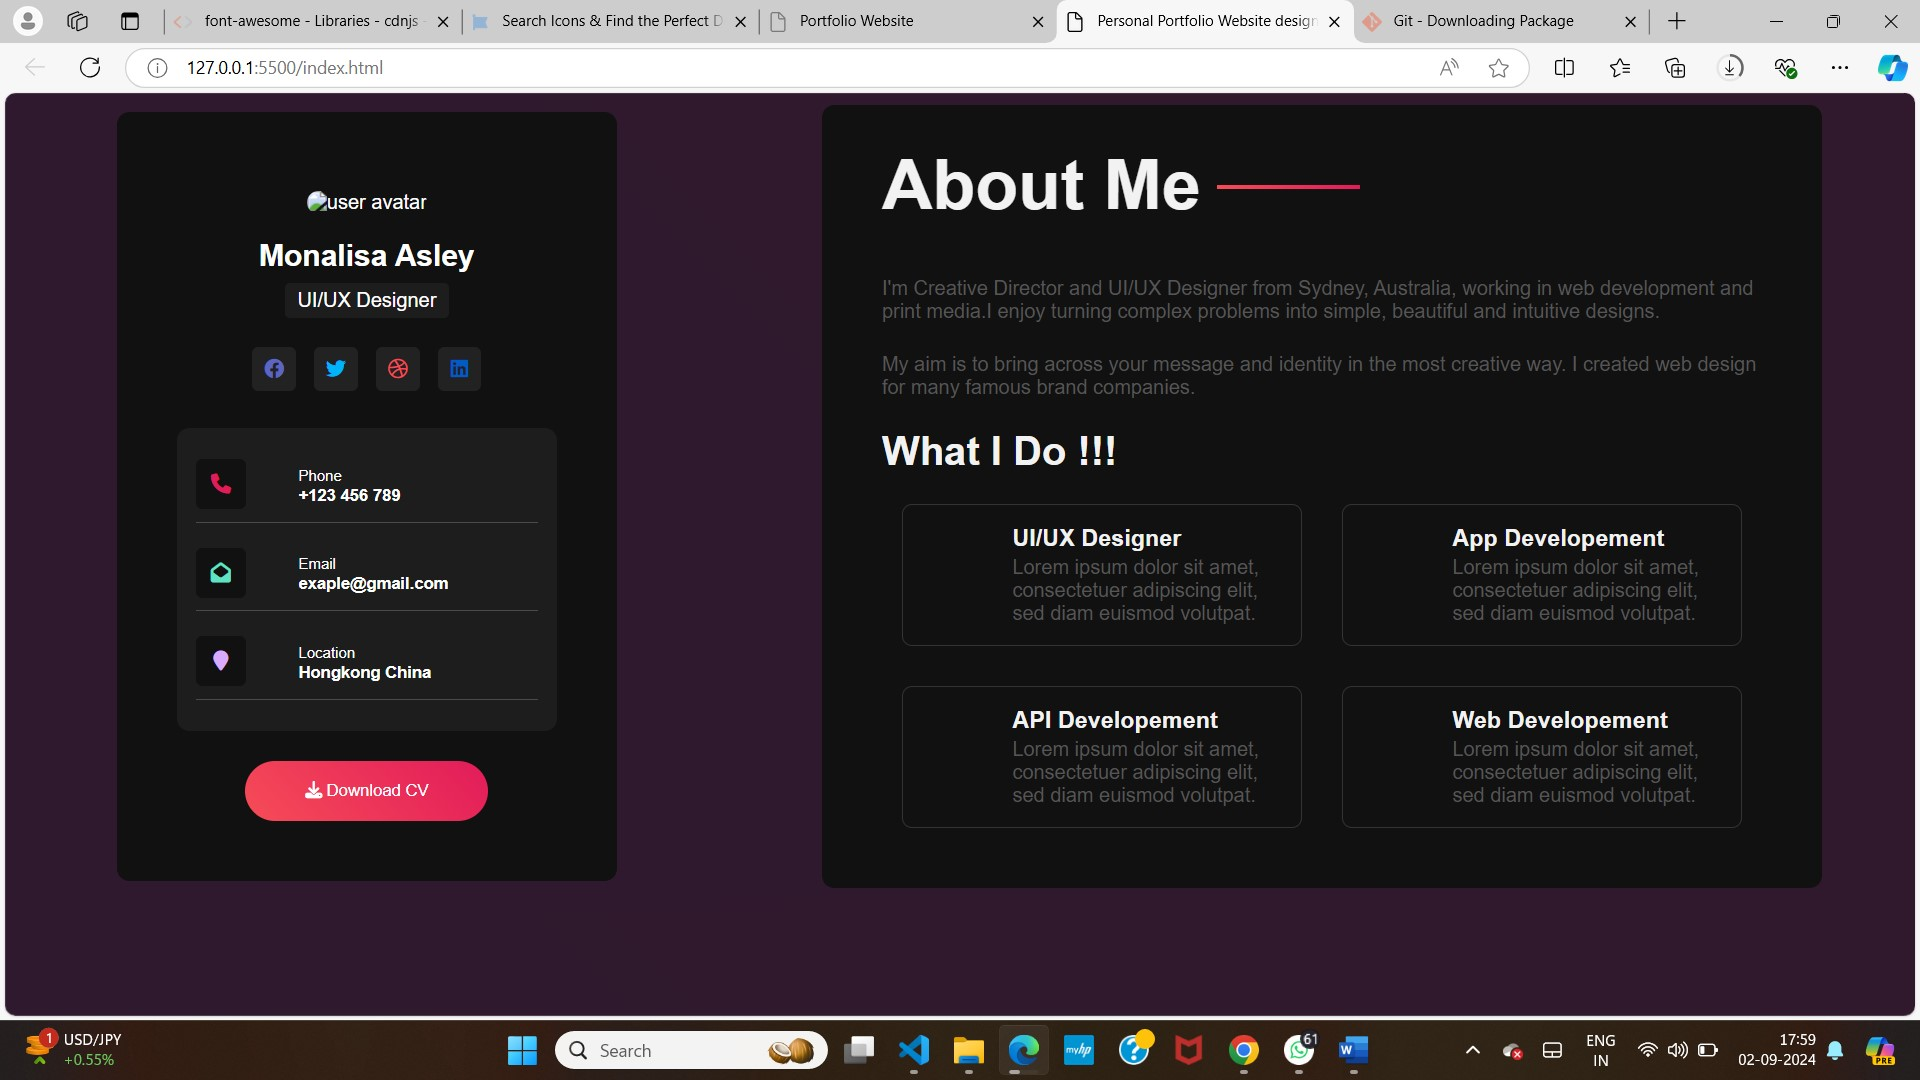 font-awesome - Libraries - cdnjs
Search Icons & Find the Perfect D
Portfolio Website
Personal Portfolio Website design
Git - Downloading Package
127.0.0.1:5500/index.html
user avatar
Monalisa Asley
UI/UX Designer
Phone
+123 456 789
Email
exaple@gmail.com
Location
Hongkong China
Download CV
About Me
I'm Creative Director and UI/UX Designer from Sydney, Australia, working in web development and
print media.I enjoy turning complex problems into simple, beautiful and intuitive designs.
My aim is to bring across your message and identity in the most creative way. I created web design
for many famous brand companies.
What I Do !!!
UI/UX Designer
Lorem ipsum dolor sit amet,
consectetuer adipiscing elit,
sed diam euismod volutpat.
App Developement
Lorem ipsum dolor sit amet,
consectetuer adipiscing elit,
sed diam euismod volutpat.
API Developement
Lorem ipsum dolor sit amet,
consectetuer adipiscing elit,
sed diam euismod volutpat.
Web Developement
Lorem ipsum dolor sit amet,
consectetuer adipiscing elit,
sed diam euismod volutpat.
1
USD/JPY
+0.55%
Search
myhp
?
61
W
ENG
IN
17:59
02-09-2024
PRE